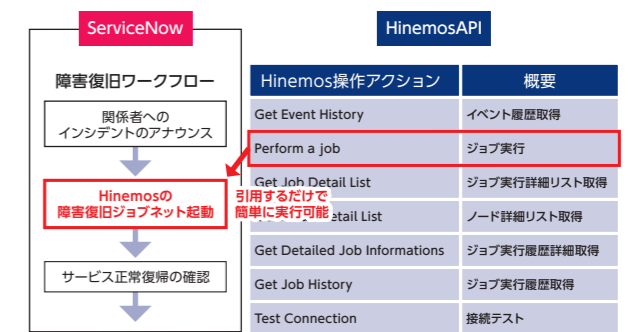 ServiceNow
HinemosAPI
障害復旧ワークフロー
関係者への
インシデントのアナウンス
Hinemosの
障害復旧ジョブネット起動
サービス正常復帰の確認
引用するだけで
簡単に実行可能
Hinemos操作アクション 概要
Get Event History イベント履歴取得
Perform a job ジョブ実行
Get Job Detail List ジョブ実行詳細リスト取得
Detail List ノード詳細リスト取得
Get Detailed Job Informations ジョブ実行履歴詳細取得
Get Job History ジョブ実行履歴取得
Test Connection 接続テスト